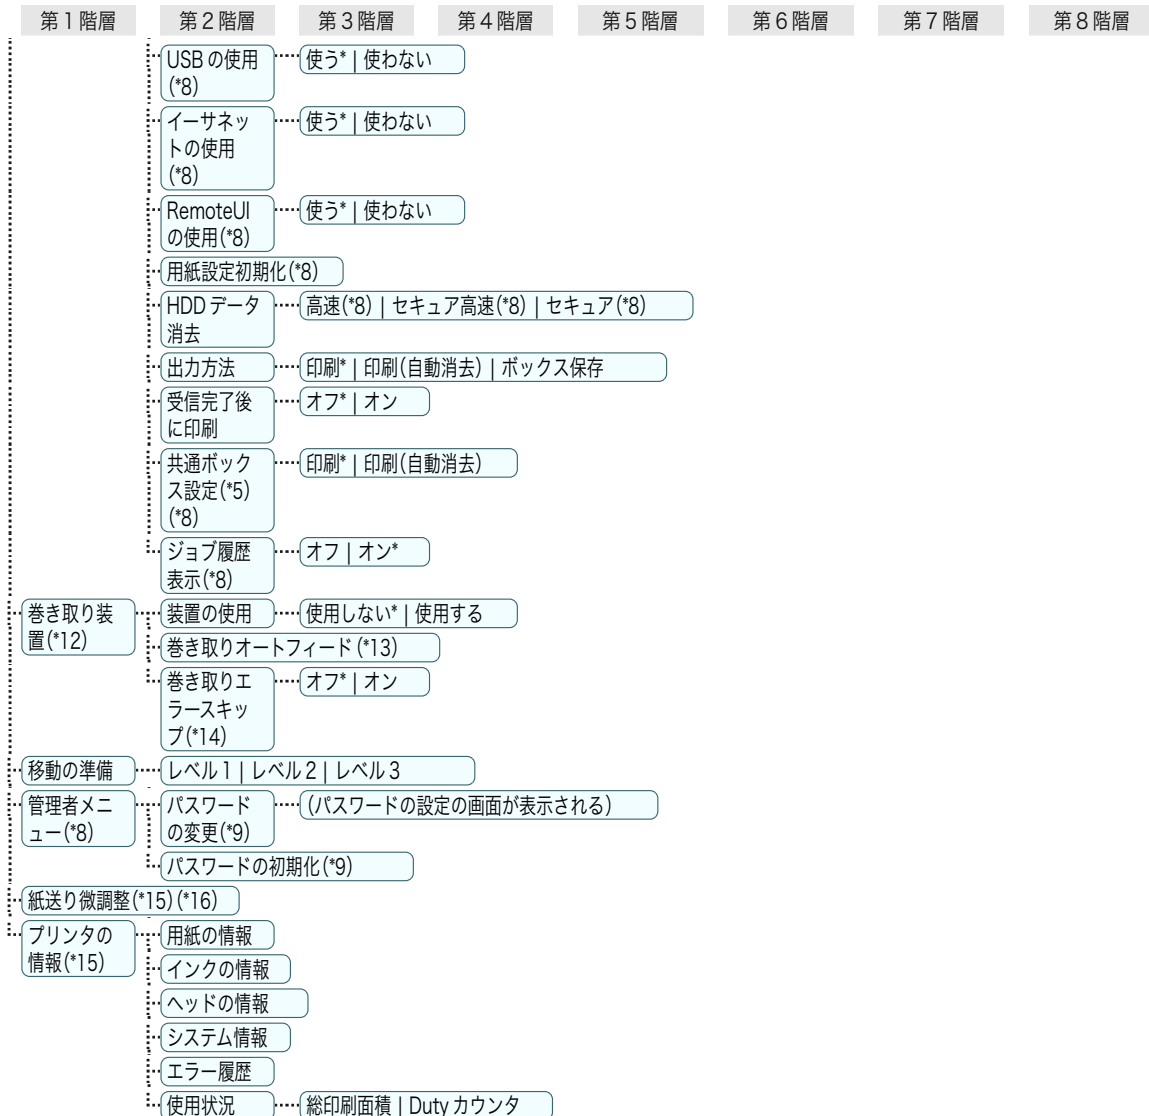 第1階層 第2階層 第3階層 第4階層 第5階層 第6階層 第7階層 第8階層
USBの使用 使う* | 使わない
(*8)
イーサネッ 使う* | 使わない
トの使用
(*8)
RemoteUI 使う* | 使わない
の使用(*8)
用紙設定初期化(*8)
HDDデータ 高速(*8) | セキュア高速(*8) | セキュア(*8)
消去
出力方法 印刷* | 印刷(自動消去) | ボックス保存
受信完了後 オフ* | オン
に印刷
共通ボック 印刷* | 印刷(自動消去)
ス設定(*5)
(*8)
ジョブ履歴 オフ | オン*
表示(*8)
巻き取り装 装置の使用 使用しない* | 使用する
置(*12)
巻き取りオートフィード(*13)
巻き取りエ オフ* | オン
ラースキッ
プ(*14)
移動の準備 レベル1 | レベル2 | レベル3
管理者メニ パスワード (パスワードの設定の画面が表示される)
ュー(*8) の変更(*9)
パスワードの初期化(*9)
紙送り微調整(*15)(*16)
プリンタの 用紙の情報
情報(*15)
インクの情報
ヘッドの情報
システム情報
エラー履歴
使用状況 総印刷面積 | Duty カウンタ